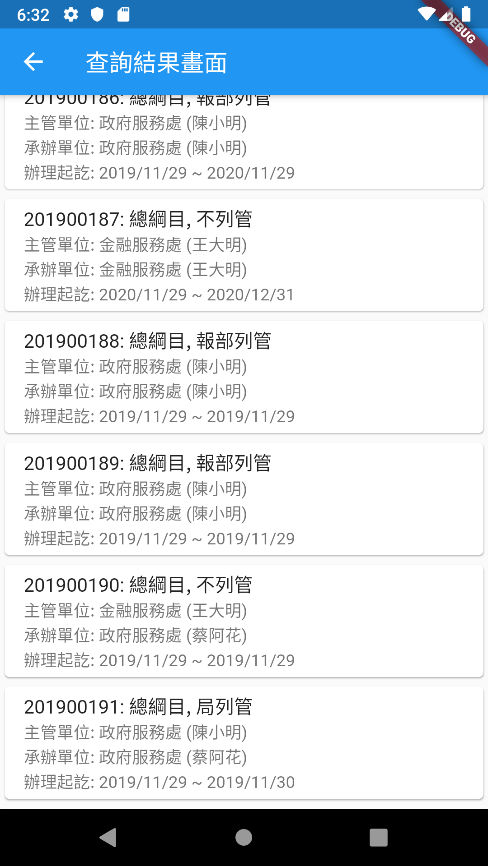 6:32
DEBUG
查詢結果畫面
201900186: 總綱目, 報部列管
主管單位: 政府服務處 (陳小明)
承辦單位: 政府服務處 (陳小明)
辦理起訖: 2019/11/29 ~ 2020/11/29
201900187: 總綱目, 不列管
主管單位: 金融服務處 (王大明)
承辦單位: 金融服務處 (王大明)
辦理起訖: 2020/11/29 ~ 2020/12/31
201900188: 總綱目, 報部列管
主管單位: 政府服務處 (陳小明)
承辦單位: 政府服務處 (陳小明)
辦理起訖: 2019/11/29 ~ 2019/11/29
201900189: 總綱目, 報部列管
主管單位: 政府服務處 (陳小明)
承辦單位: 政府服務處 (陳小明)
辦理起訖: 2019/11/29 ~ 2019/11/29
201900190: 總綱目, 不列管
主管單位: 金融服務處 (王大明)
承辦單位: 政府服務處 (蔡阿花)
辦理起訖: 2019/11/29 ~ 2019/11/29
201900191: 總綱目, 局列管
主管單位: 政府服務處 (陳小明)
承辦單位: 政府服務處 (蔡阿花)
辦理起訖: 2019/11/29 ~ 2019/11/30